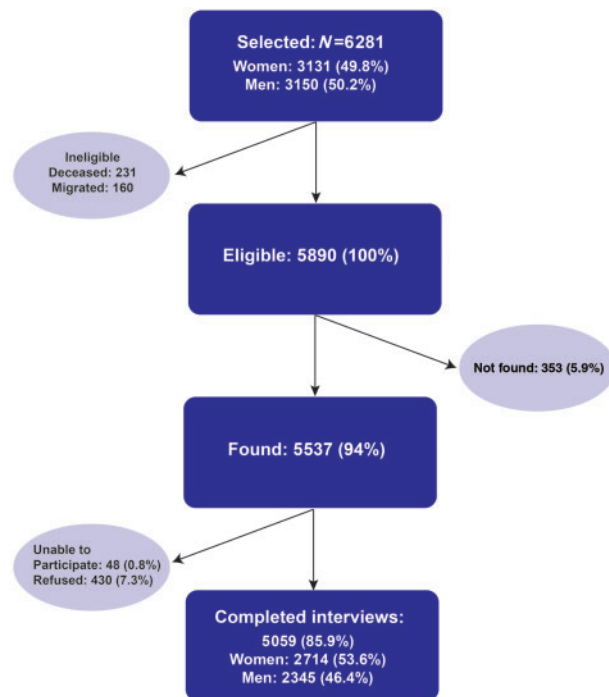 Selected: N=6281
Women: 3131 (49.8%)
Men: 3150 (50.2%)
Ineligible
Deceased: 231
Migrated: 160
Eligible: 5890 (100%)
Not found: 353 (5.9%)
Found: 5537 (94%)
Unable to
Participate: 48 (0.8%)
Refused: 430 (7.3%)
Completed interviews:
5059 (85.9%)
Women: 2714 (53.6%)
Men: 2345 (46.4%)